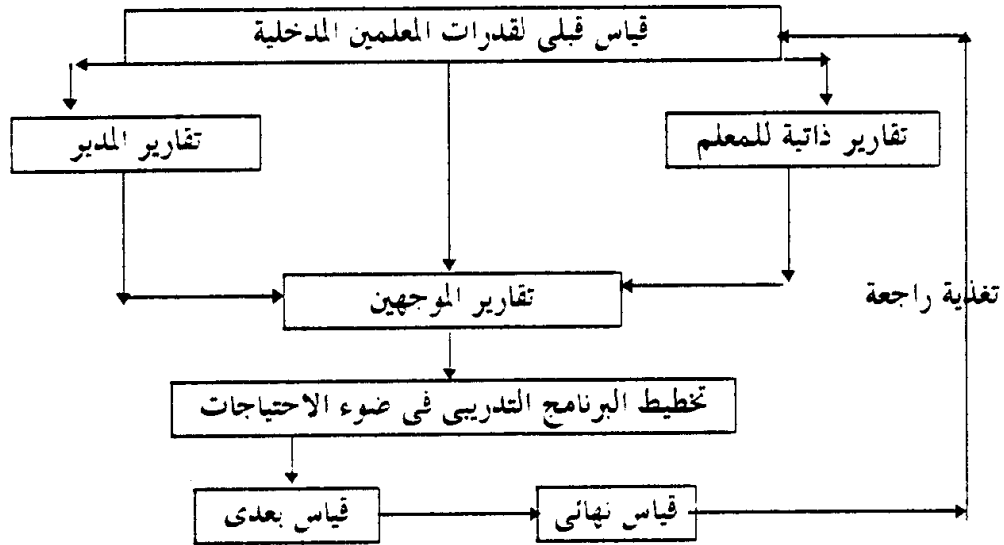 قياس قبلى لقدرات المعلمين المدخلية
تقارير ذاتية للمعلم
تقارير المدير
تقارير الموجهين
تغذية راجعة
تخطيط البرنامج التدريبى فى ضوء الاحتياجات
قياس بعدى
قياس نهائى